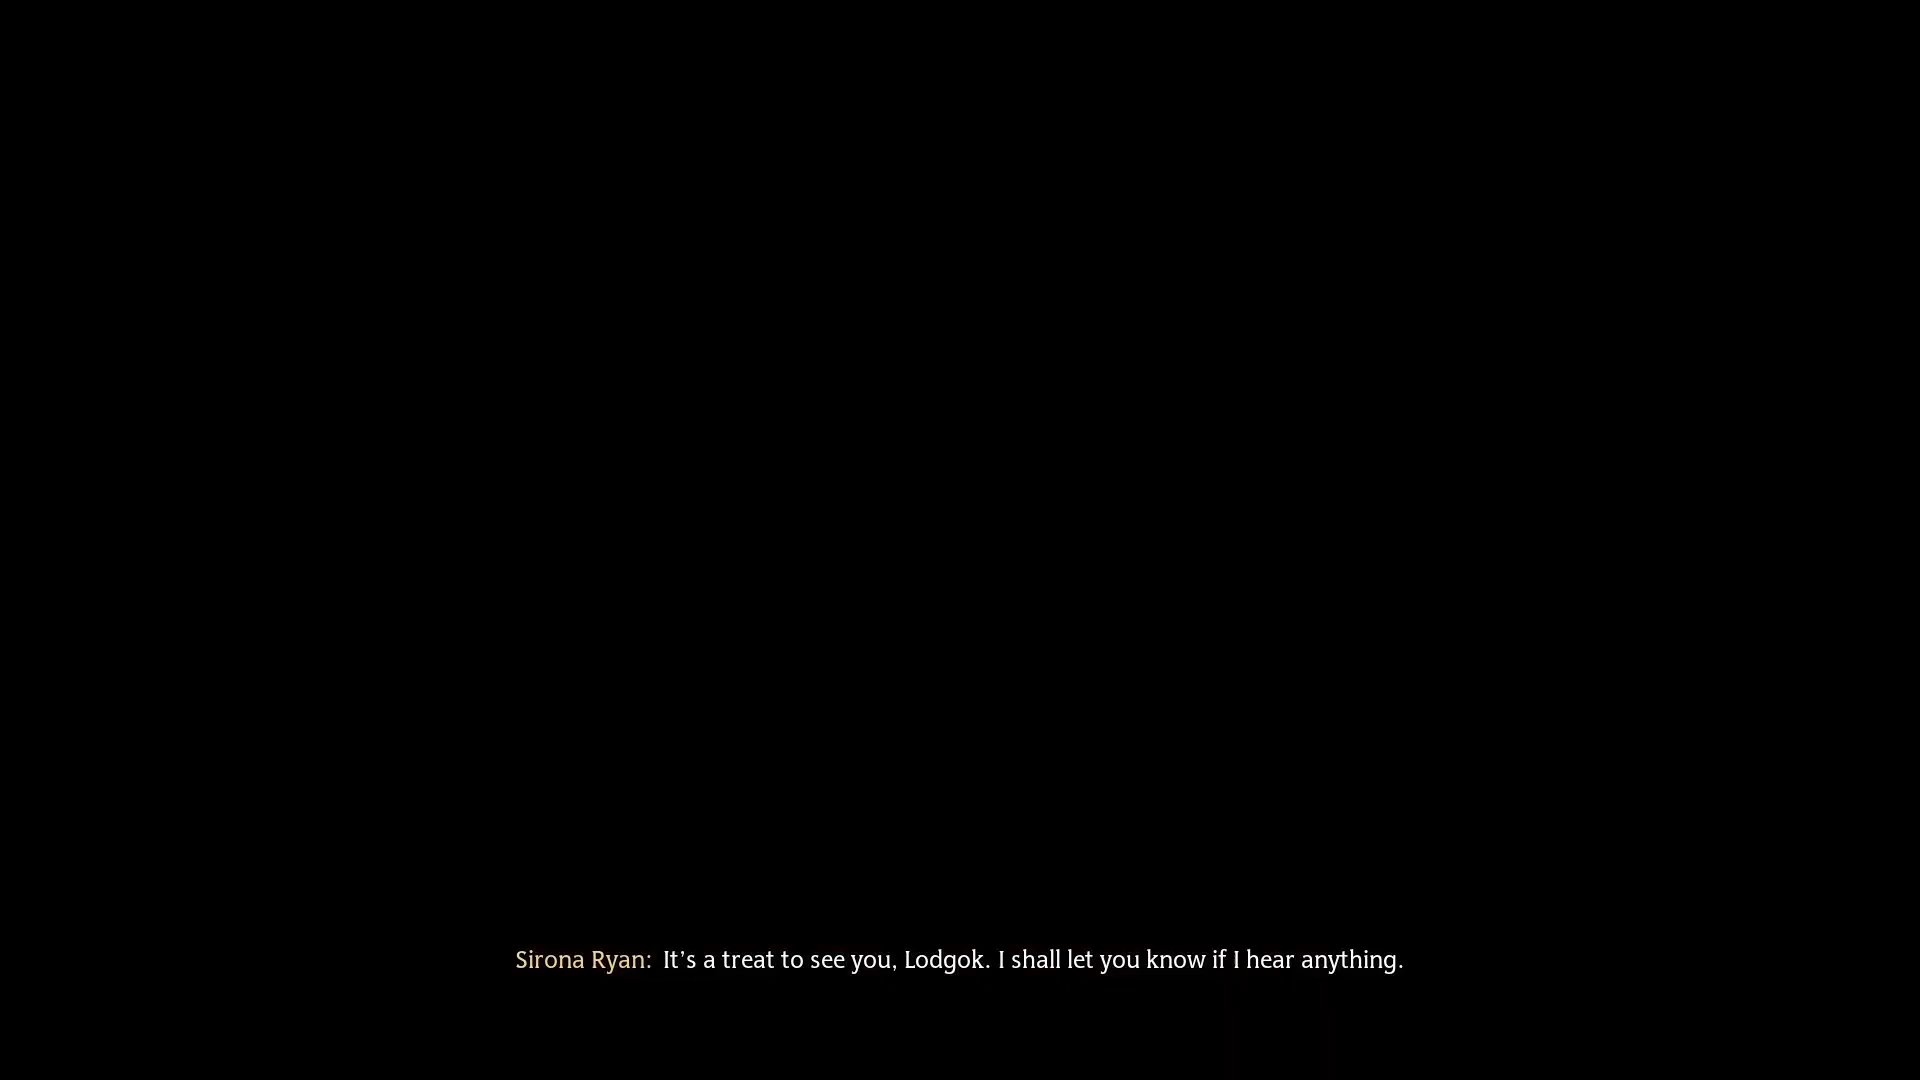 Sirona Ryan: It’s a treat to see you, Lodgok. I shall let you know if I hear anything.